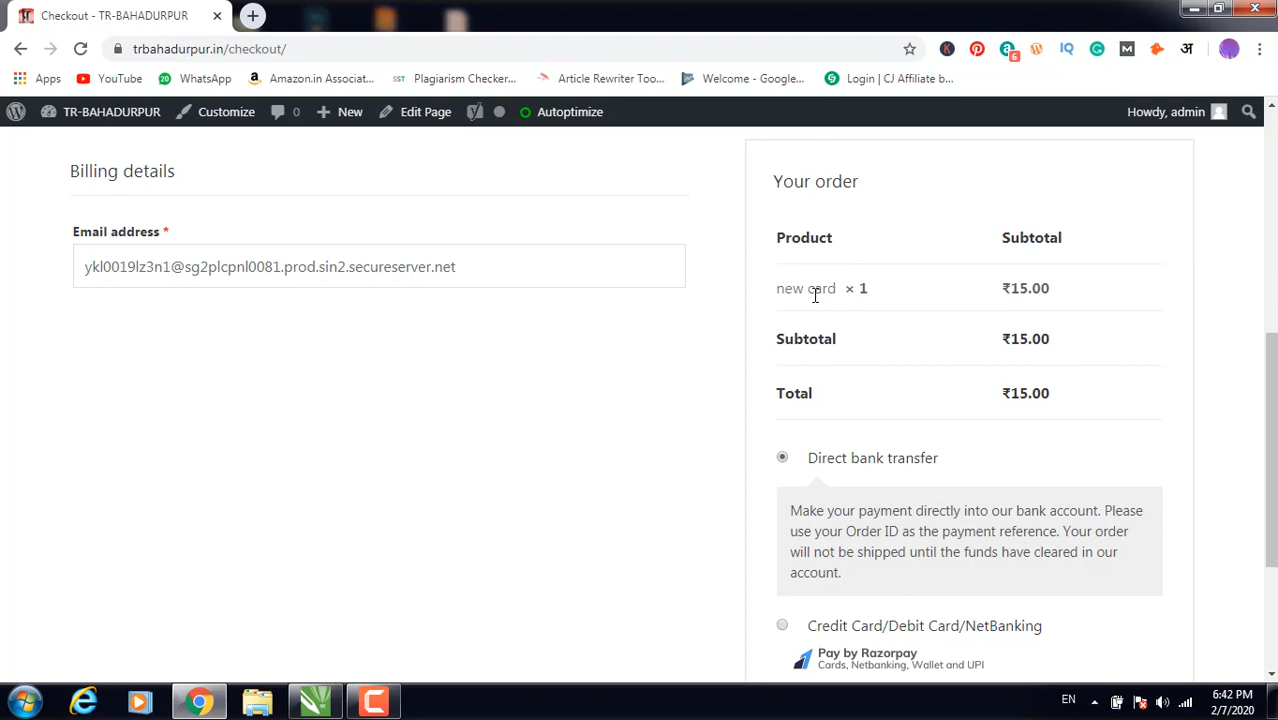 Checkout - TR-BAHADURPUR
trbahadurpur.in/checkout/
6
अ
Apps YouTube 20 WhatsApp Amazon.in Associat... SST Plagiarism Checker... Article Rewriter Too... Welcome - Google... Login | CJ Affiliate b...
TR-BAHADURPUR Customize 0 New Edit Page Autoptimize Howdy, admin
Billing details
Email address *
ykl0019lz3n1@sg2plcpnl0081.prod.sin2.secureserver.net
Your order
Product Subtotal
new card × 1 ₹15.00
Subtotal ₹15.00
Total ₹15.00
Direct bank transfer
Make your payment directly into our bank account. Please
use your Order ID as the payment reference. Your order
will not be shipped until the funds have cleared in our
account.
Credit Card/Debit Card/NetBanking
Pay by Razorpay
Cards, Netbanking, Wallet and UPI
EN
6:42 PM
2/7/2020